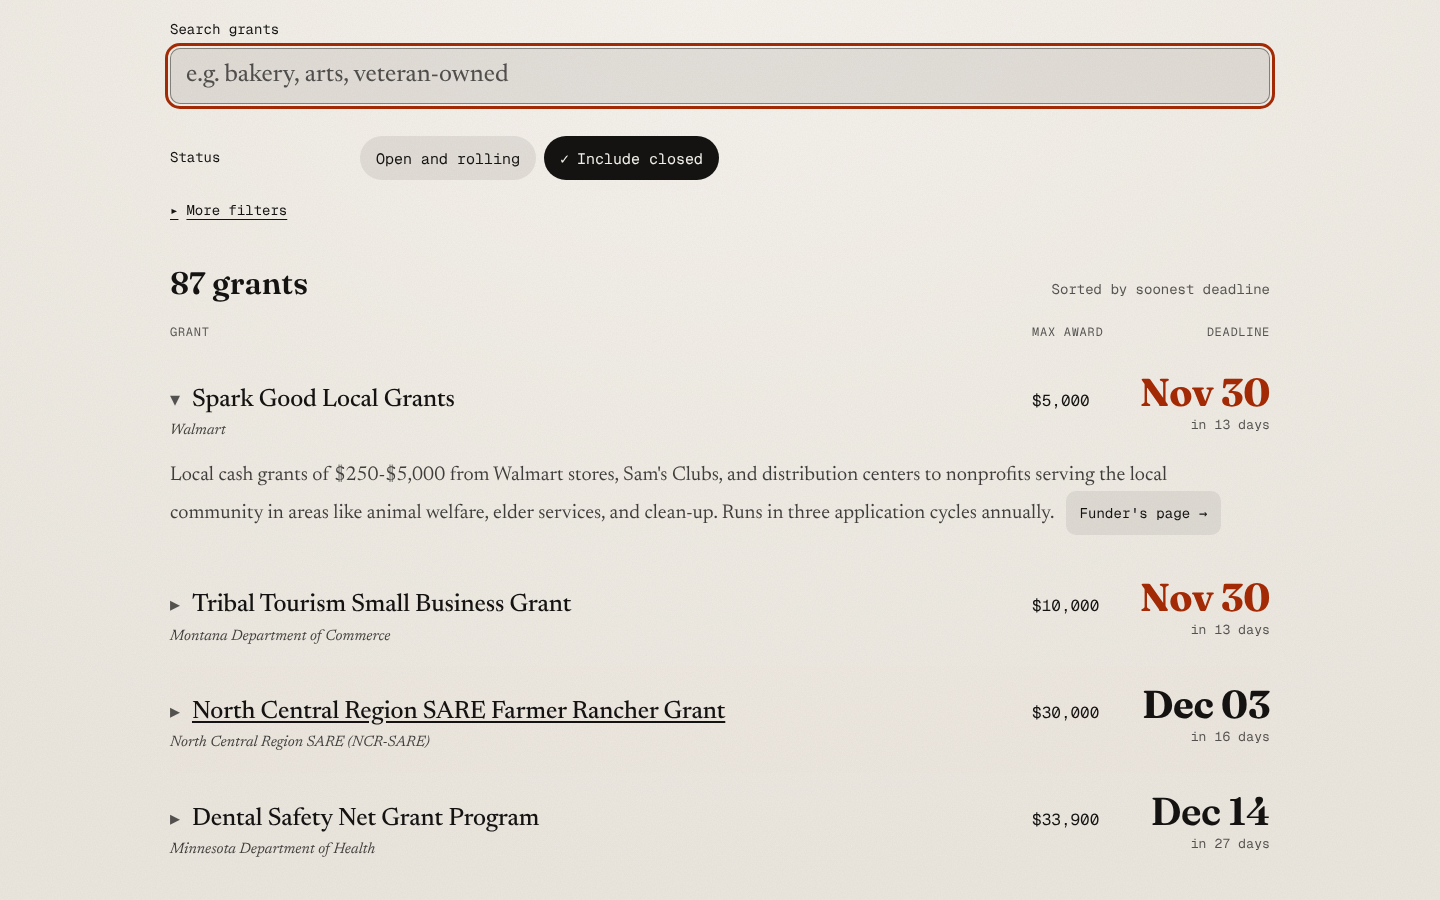 Search grants
e.g. bakery, arts, veteran-owned
Status
Open and rolling
✓ Include closed
▸ More filters
87 grants
Sorted by soonest deadline
GRANT
MAX AWARD
DEADLINE
▼ Spark Good Local Grants
$5,000
Nov 30
Walmart
in 13 days
Local cash grants of $250-$5,000 from Walmart stores, Sam's Clubs, and distribution centers to nonprofits serving the local
community in areas like animal welfare, elder services, and clean-up. Runs in three application cycles annually.
Funder's page →
▶ Tribal Tourism Small Business Grant
$10,000
Nov 30
Montana Department of Commerce
in 13 days
▶ North Central Region SARE Farmer Rancher Grant
$30,000
Dec 03
North Central Region SARE (NCR-SARE)
in 16 days
▶ Dental Safety Net Grant Program
$33,900
Dec 14
Minnesota Department of Health
in 27 days